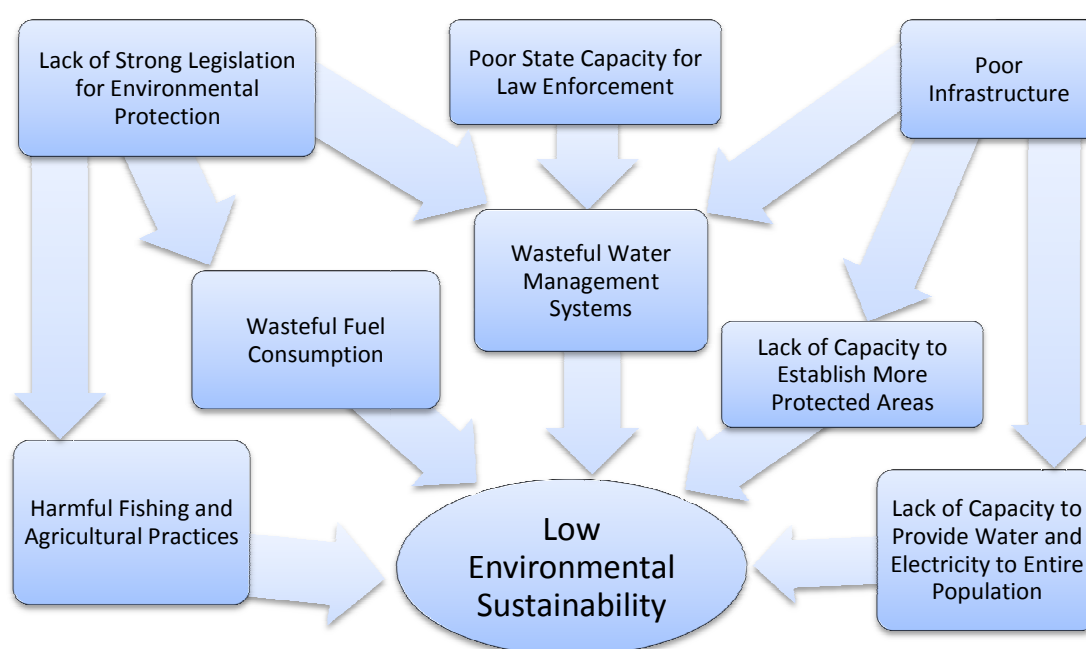 Lack of Strong Legislation
for Environmental
Protection
Poor State Capacity for
Law Enforcement
Poor
Infrastructure
Wasteful Water
Management
Systems
Wasteful Fuel
Consumption
Lack of Capacity to
Establish More
Protected Areas
Harmful Fishing and
Agricultural Practices
Low
Environmental
Sustainability
Lack of Capacity to
Provide Water and
Electricity to Entire
Population